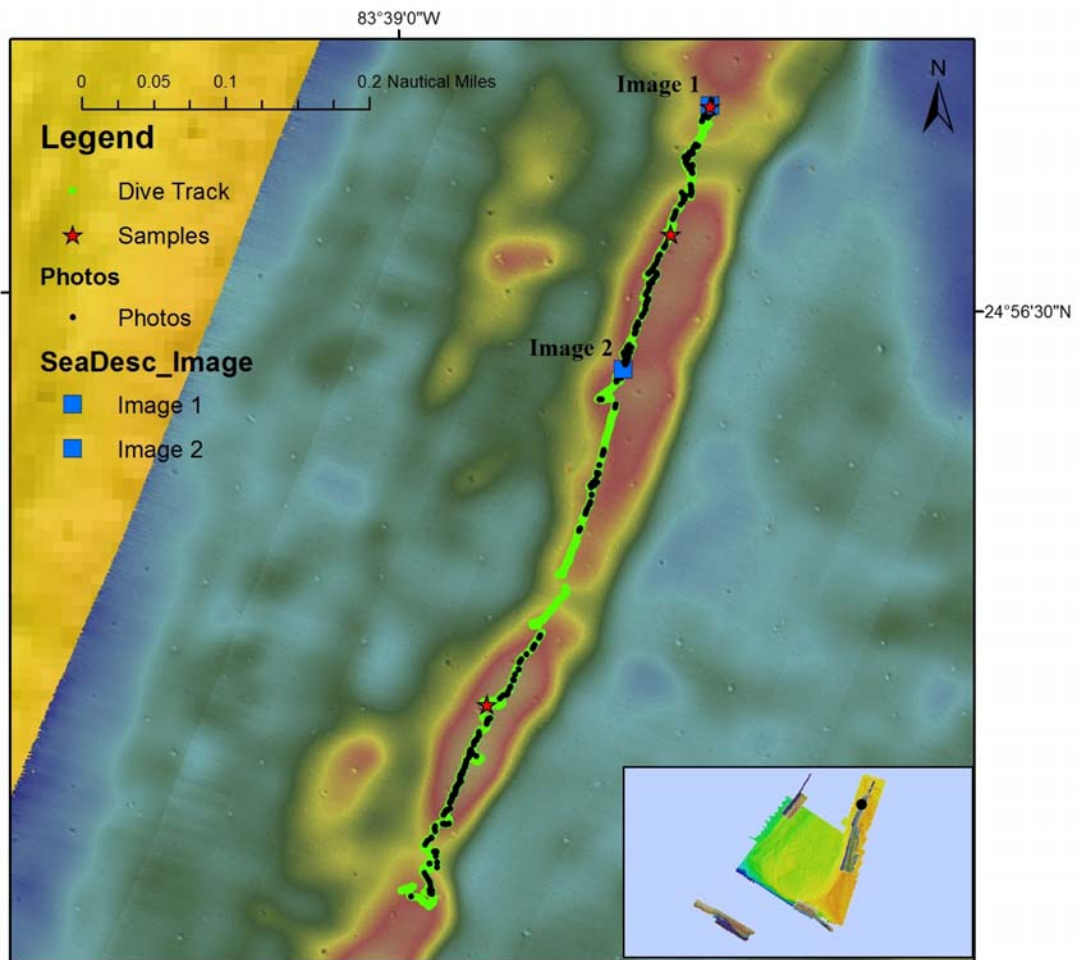 83°39'0"W
0 0.05 0.1 0.2 Nautical Miles
Image 1
N
Legend
Dive Track
Samples
Photos
Photos
24°56'30"N
Image 2
SeaDesc_Image
Image 1
Image 2